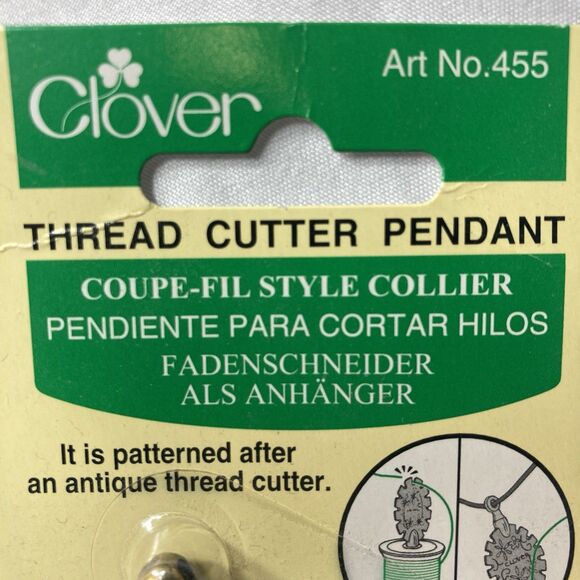 Clover
Art No.455
THREAD CUTTER PENDANT
COUPE-FIL STYLE COLLIER
PENDIENTE PARA CORTAR HILOS
FADENSCHNEIDER
ALS ANHÄNGER
It is patterned after
an antique thread cutter.